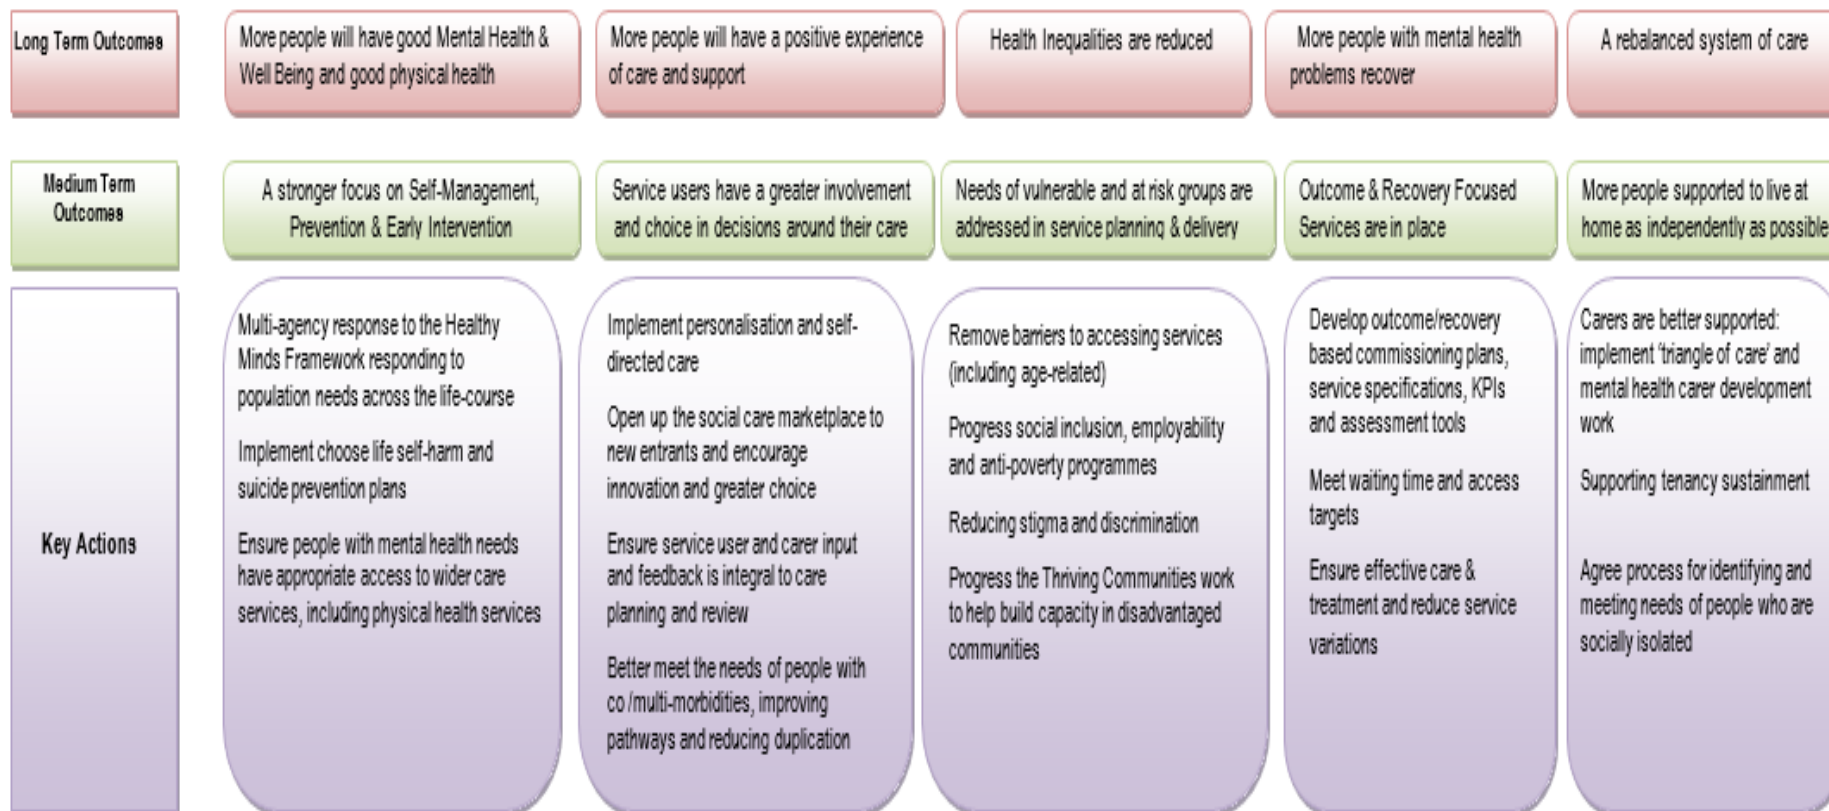 Long Term Outcomes
More people will have good Mental Health &
Well Being and good physical health
More people will have a positive experience
of care and support
Health Inequalities are reduced
More people with mental health
problems recover
A rebalanced system of care
Medium Term
Outcomes
A stronger focus on Self-Management,
Prevention & Early Intervention
Service users have a greater involvement
and choice in decisions around their care
Needs of vulnerable and at risk groups are
addressed in service planning & delivery
Outcome & Recovery Focused
Services are in place
More people supported to live at
home as independently as possible
Key Actions
Multi-agency response to the Healthy
Minds Framework responding to
population needs across the life-course
Implement choose life self-harm and
suicide prevention plans
Ensure people with mental health needs
have appropriate access to wider care
services, including physical health services
Implement personalisation and self-
directed care
Open up the social care marketplace to
new entrants and encourage
innovation and greater choice
Ensure service user and carer input
and feedback is integral to care
planning and review
Better meet the needs of people with
co /multi-morbidities, improving
pathways and reducing duplication
Remove barriers to accessing services
(including age-related)
Progress social inclusion, employability
and anti-poverty programmes
Reducing stigma and discrimination
Progress the Thriving Communities work
to help build capacity in disadvantaged
communities
Develop outcome/recovery
based commissioning plans,
service specifications, KPIs
and assessment tools
Meet waiting time and access
targets
Ensure effective care &
treatment and reduce service
variations
Carers are better supported:
implement ‘triangle of care’ and
mental health carer development
work
Supporting tenancy sustainment
Agree process for identifying and
meeting needs of people who are
socially isolated